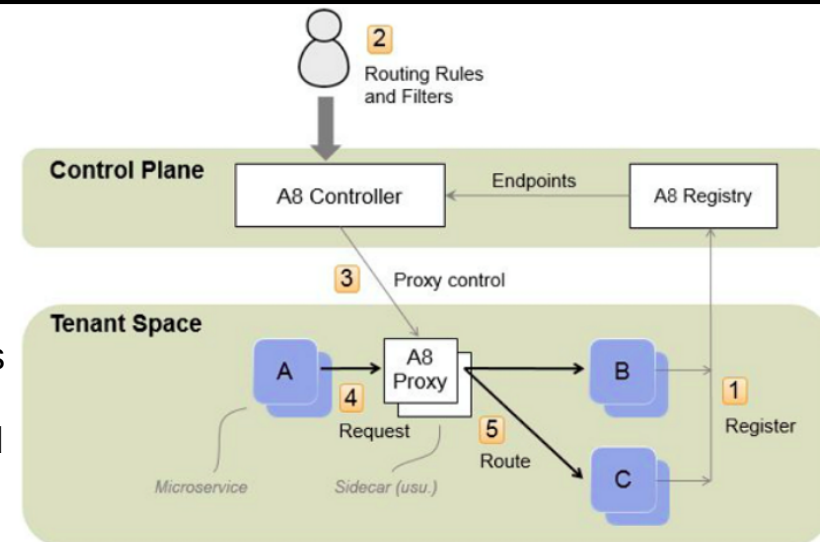 2
Routing Rules
and Filters
Control Plane
A8 Controller
Endpoints
A8 Registry
3
Proxy control
Tenant Space
A
A8
Proxy
B
4
Request
5
Route
1
Register
C
Microservice
Sidecar (usu.)
s